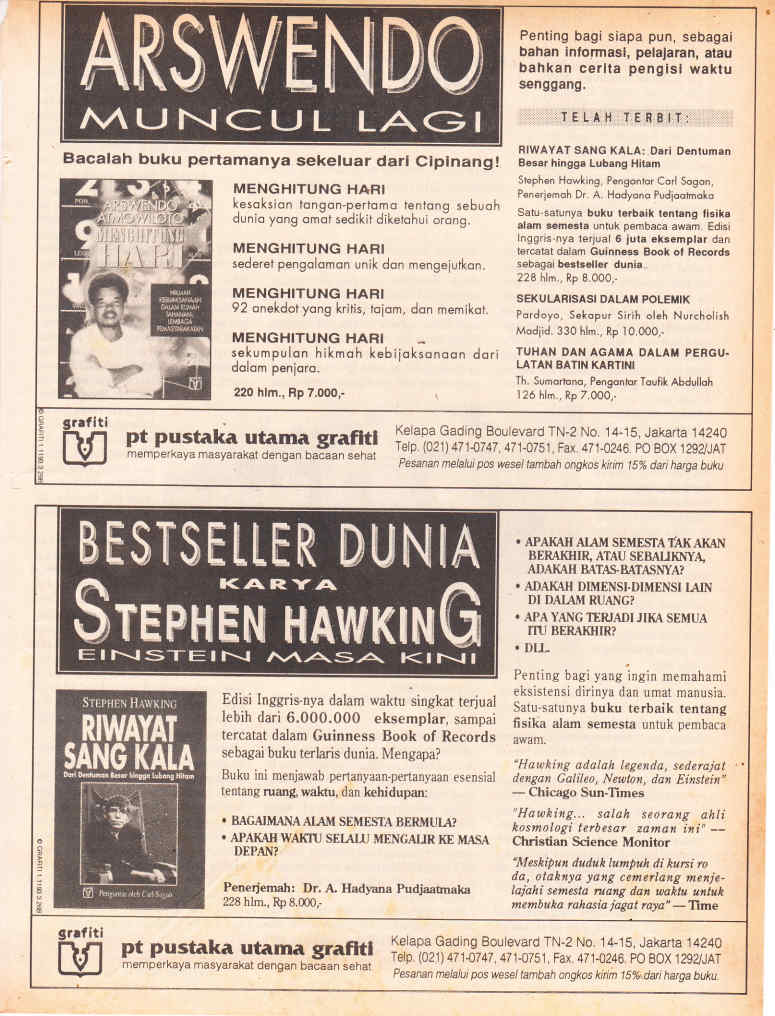 ARSWENDO
MUNCUL LAGI
Bacalah buku pertamanya sekeluar dari Cipinang!
ARSWENDO
ATMOWILOTO
MENGHITUNG
HARI
HIKMAH
KEBIJAKSANAAN
DALAM RUMAH
TAHANAN,
LEMBAGA
PEMASYARAKATAN
MENGHITUNG HARI
kesaksian tangan-pertama tentang sebuah
dunia yang amat sedikit diketahui orang.
MENGHITUNG HARI
sederet pengalaman unik dan mengejutkan.
MENGHITUNG HARI
92 anekdot yang kritis, tajam, dan memikat.
MENGHITUNG HARI
sekumpulan hikmah kebijaksanaan dari
dalam penjara.
220 hlm., Rp 7.000,-
Penting bagi siapa pun, sebagai
bahan informasi, pelajaran, atau
bahkan cerita pengisi waktu
senggang.
TELAH TERBIT:
RIWAYAT SANG KALA: Dari Dentuman
Besar hingga Lubang Hitam
Stephen Hawking, Pengantar Carl Sagan,
Penerjemah Dr. A. Hadyana Pudjaatmaka
Satu-satunya buku terbaik tentang fisika
alam semesta untuk pembaca awam. Edisi
Inggris-nya terjual 6 juta eksemplar dan
tercatat dalam Guinness Book of Records
sebagai bestseller dunia..
228 hlm., Rp 8.000,-
SEKULARISASI DALAM POLEMIK
Pardoyo, Sekapur Sirih oleh Nurcholish
Madjid. 330 hlm., Rp 10.000,-
TUHAN DAN AGAMA DALAM PERGU-
LATAN BATIN KARTINI
Th. Sumartana, Pengantar Taufik Abdullah
126 hlm., Rp 7.000,-
grafiti
pt pustaka utama grafiti
memperkaya masyarakat dengan bacaan sehat
Kelapa Gading Boulevard TN-2 No. 14-15, Jakarta 14240
Telp. (021) 471-0747, 471-0751, Fax. 471-0246. PO BOX 1292/JAT
Pesanan melalui pos wesel tambah ongkos kirim 15% dari harga buku
BESTSELLER DUNIA
KARYA
STEPHEN HAWKING
EINSTEIN MASA KINI
STEPHEN HAWKING
RIWAYAT
SANG KALA
Dari Dentuman Besar hingga Lubang Hitam
Pengantar oleh Carl Sagan
Edisi Inggris-nya dalam waktu singkat terjual
lebih dari 6.000.000 eksemplar, sampai
tercatat dalam Guinness Book of Records
sebagai buku terlaris dunia. Mengapa?
Buku ini menjawab pertanyaan-pertanyaan esensial
tentang ruang, waktu, dan kehidupan:
• BAGAIMANA ALAM SEMESTA BERMULA?
• APAKAH WAKTU SELALU MENGALIR KE MASA
DEPAN?
Penerjemah: Dr. A. Hadyana Pudjaatmaka
228 hlm., Rp 8.000,-
• APAKAH ALAM SEMESTA TAK AKAN
BERAKHIR, ATAU SEBALIKNYA,
ADAKAH BATAS-BATASNYA?
• ADAKAH DIMENSI-DIMENSI LAIN
DI DALAM RUANG?
• APA YANG TERJADI JIKA SEMUA
ITU BERAKHIR?
• DLL.
Penting bagi yang ingin memahami
eksistensi dirinya dan umat manusia.
Satu-satunya buku terbaik tentang
fisika alam semesta untuk pembaca
awam.
"Hawking adalah legenda, sederajat
dengan Galileo, Newton, dan Einstein"
— Chicago Sun-Times
"Hawking... salah seorang ahli
kosmologi terbesar zaman ini" —
Christian Science Monitor
"Meskipun duduk lumpuh di kursi ro
da, otaknya yang cemerlang menje-
lajahi semesta ruang dan waktu untuk
membuka rahasia jagat raya" — Time
grafiti
pt pustaka utama grafiti
memperkaya masyarakat dengan bacaan sehat
Kelapa Gading Boulevard TN-2 No. 14-15, Jakarta 14240
Telp. (021) 471-0747, 471-0751, Fax. 471-0246. PO BOX 1292/JAT
Pesanan melalui pos wesel tambah ongkos kirim 15% dari harga buku.